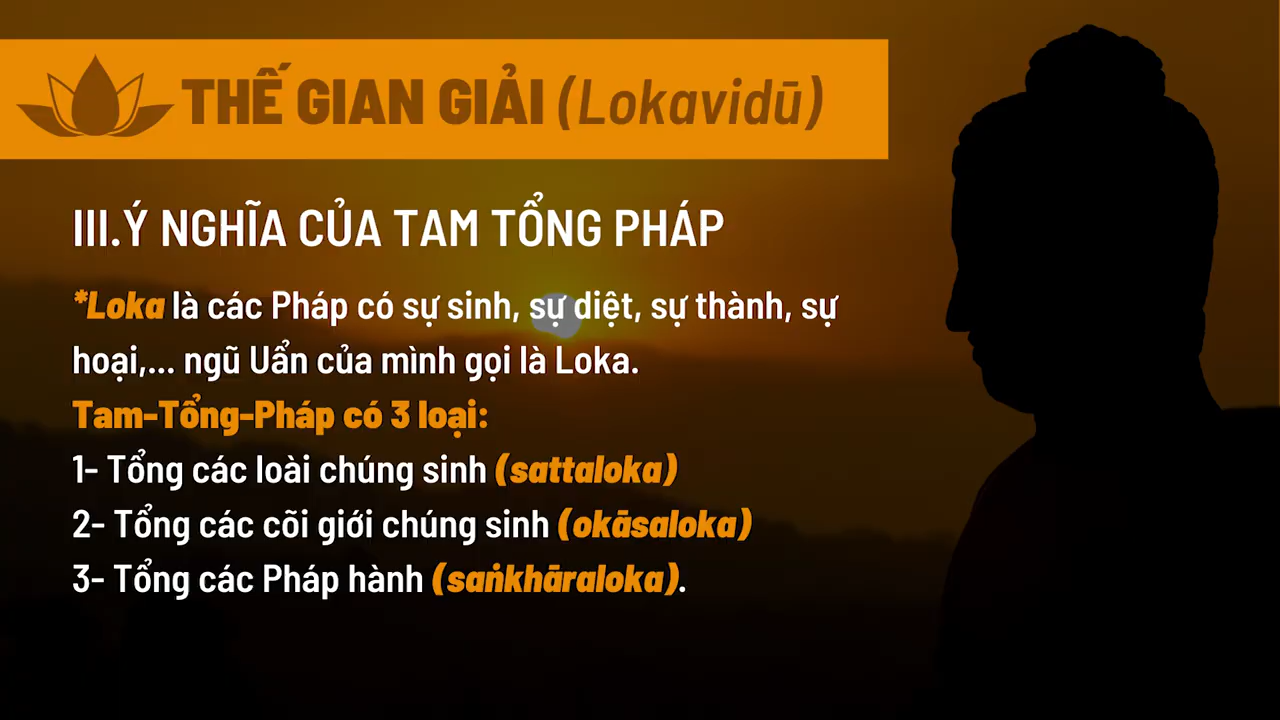 THẾ GIAN GIẢI (Lokavidū)
III.Ý NGHĨA CỦA TAM TỔNG PHÁP
*Loka là các Pháp có sự sinh, sự diệt, sự thành, sự
hoại,... ngũ Uẩn của mình gọi là Loka.
Tam-Tổng-Pháp có 3 loại:
1- Tổng các loài chúng sinh (sattaloka)
2- Tổng các cõi giới chúng sinh (okāsaloka)
3- Tổng các Pháp hành (saṅkhāraloka).